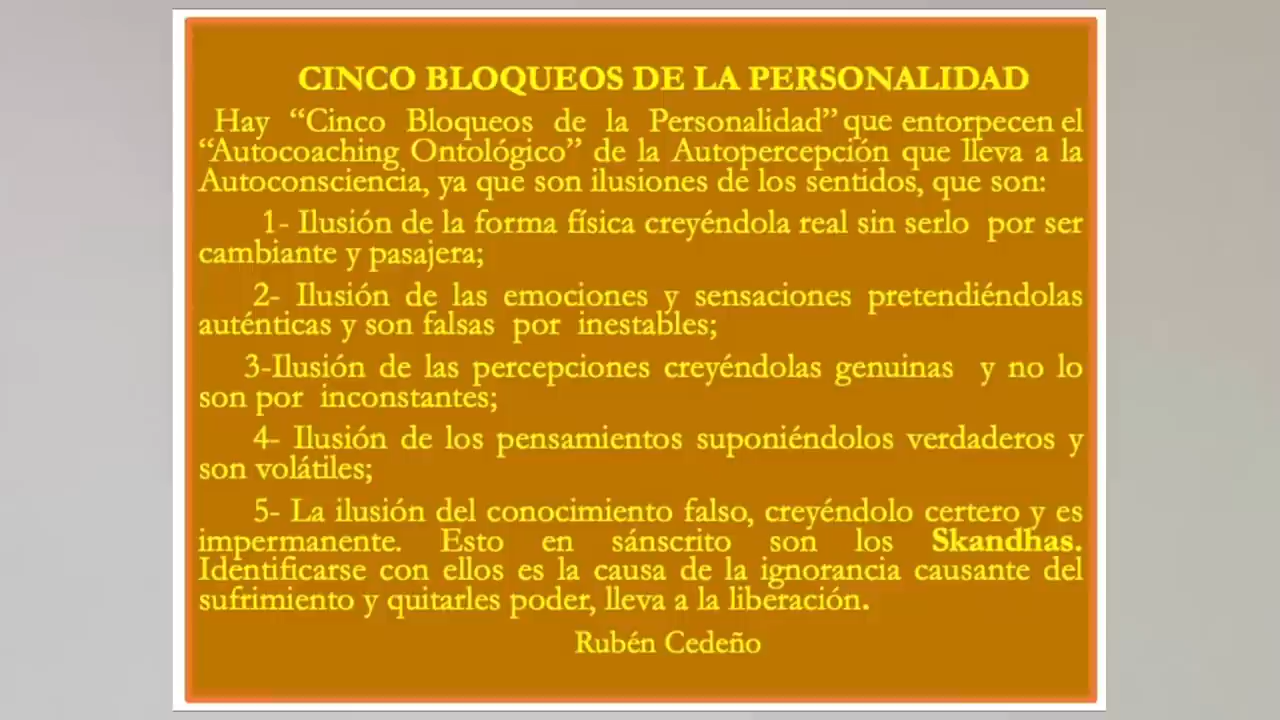 CINCO BLOQUEOS DE LA PERSONALIDAD
Hay “Cinco Bloqueos de la Personalidad” que entorpecen el
“Autocoaching Ontológico” de la Autopercepción que lleva a la
Autoconsciencia, ya que son ilusiones de los sentidos, que son:
1- Ilusión de la forma física creyéndola real sin serlo por ser
cambiante y pasajera;
2- Ilusión de las emociones y sensaciones pretendiéndolas
auténticas y son falsas por inestables;
3-Ilusión de las percepciones creyéndolas genuinas y no lo
son por inconstantes;
4- Ilusión de los pensamientos suponiéndolos verdaderos y
son volátiles;
5- La ilusión del conocimiento falso, creyéndolo certero y es
impermanente. Esto en sánscrito son los Skandhas.
Identificarse con ellos es la causa de la ignorancia causante del
sufrimiento y quitarles poder, lleva a la liberación.
Rubén Cedeño